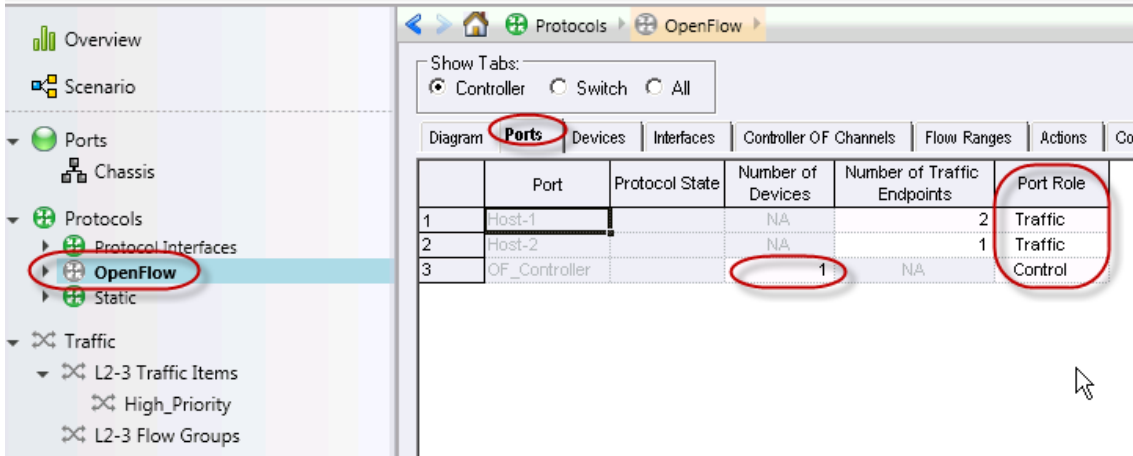 Overview
Scenario
Ports
Chassis
Protocols
Protocol Interfaces
OpenFlow
Static
Traffic
L2-3 Traffic Items
High_Priority
L2-3 Flow Groups
Protocols OpenFlow
Show Tabs:
Controller Switch All
Diagram Ports Devices Interfaces Controller OF Channels Flow Ranges Actions Co
Port Protocol State Number of Devices Number of Traffic Endpoints Port Role
1 Host-1 NA 2 Traffic
2 Host-2 NA 1 Traffic
3 OF_Controller 1 NA Control